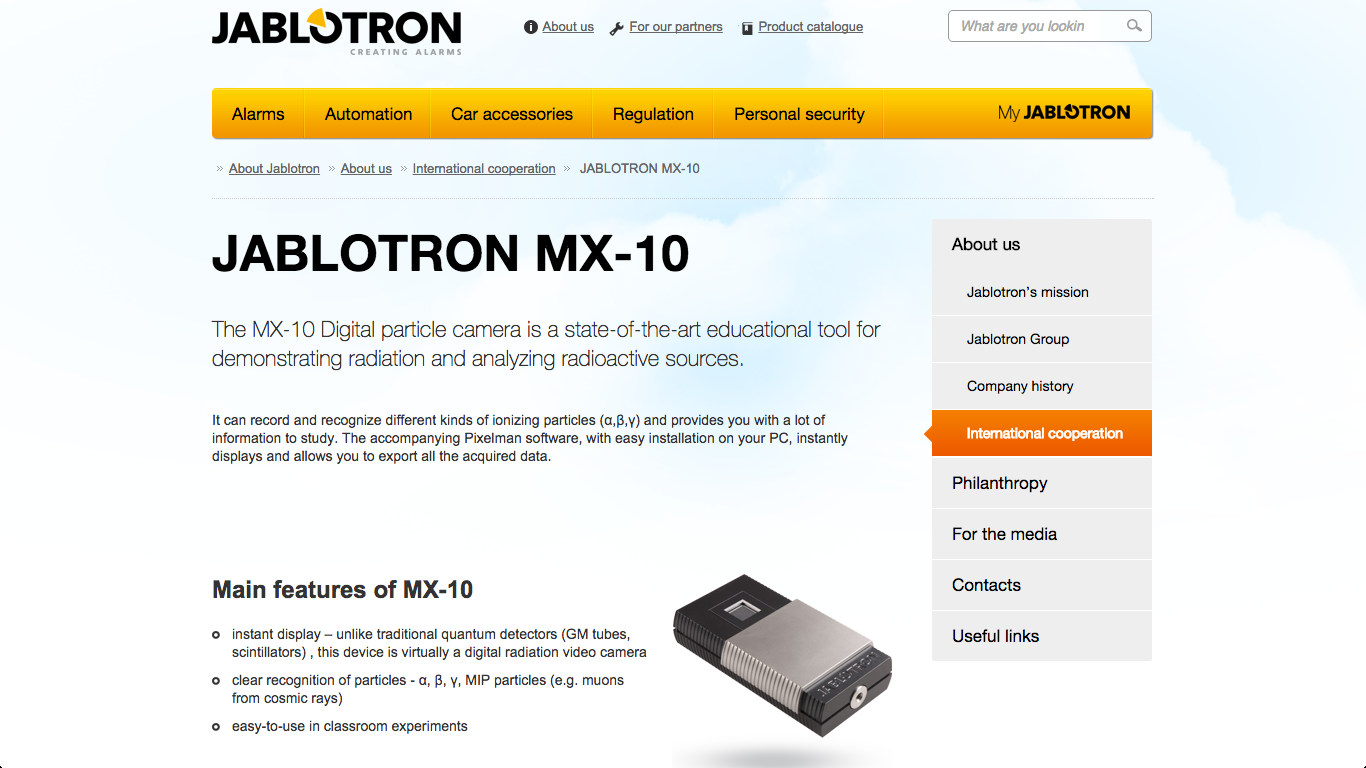 JABLOTRON
CREATING ALARMS
About us
For our partners
Product catalogue
What are you lookin
Alarms
Automation
Car accessories
Regulation
Personal security
My JABLOTRON
» About Jablotron » About us » International cooperation » JABLOTRON MX-10
JABLOTRON MX-10
The MX-10 Digital particle camera is a state-of-the-art educational tool for
demonstrating radiation and analyzing radioactive sources.
It can record and recognize different kinds of ionizing particles (α,β,γ) and provides you with a lot of
information to study. The accompanying Pixelman software, with easy installation on your PC, instantly
displays and allows you to export all the acquired data.
Main features of MX-10
instant display – unlike traditional quantum detectors (GM tubes,
scintillators) , this device is virtually a digital radiation video camera
clear recognition of particles - α, β, γ, MIP particles (e.g. muons
from cosmic rays)
easy-to-use in classroom experiments
JABLOTRON
About us
Jablotron's mission
Jablotron Group
Company history
International cooperation
Philanthropy
For the media
Contacts
Useful links